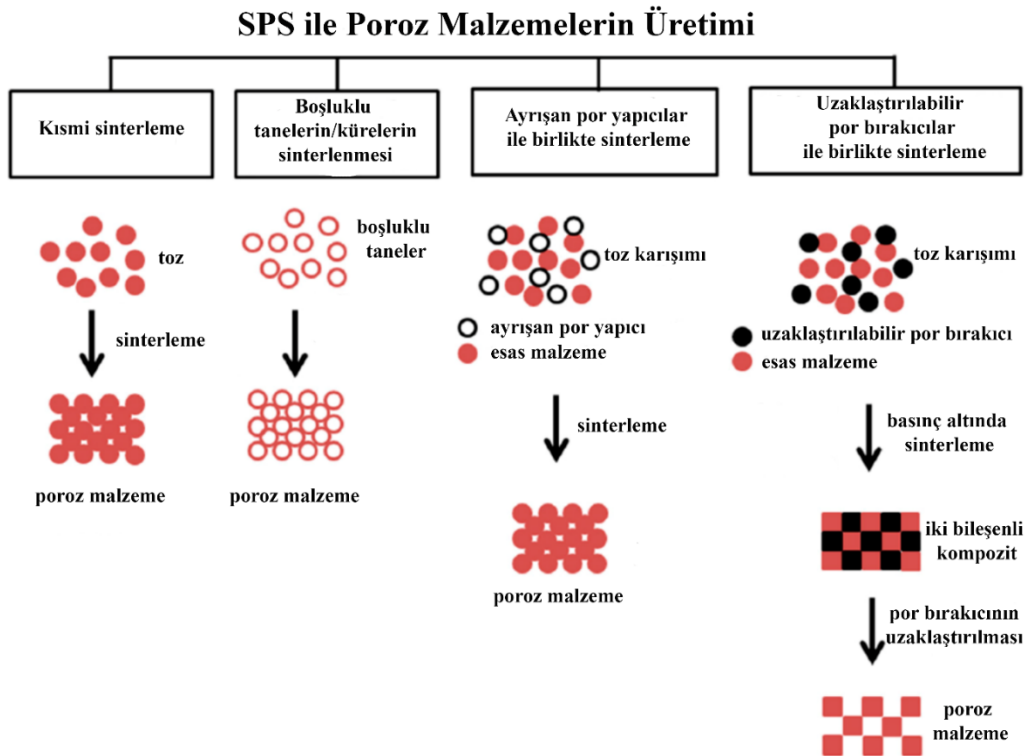 SPS ile Poroz Malzemelerin Üretimi
Kısmi sinterleme
Boşluklu
tanelerin/kürelerin
sinterlenmesi
Ayrışan por yapıcılar
ile birlikte sinterleme
Uzaklaştırılabilir
por bırakıcılar
ile birlikte sinterleme
toz
sinterleme
poroz malzeme
boşluklu
taneler
poroz malzeme
toz karışımı
ayrışan por yapıcı
esas malzeme
sinterleme
poroz malzeme
toz karışımı
uzaklaştırılabilir por bırakıcı
esas malzeme
basınç altında
sinterleme
iki bileşenli
kompozit
por bırakıcının
uzaklaştırılması
poroz
malzeme